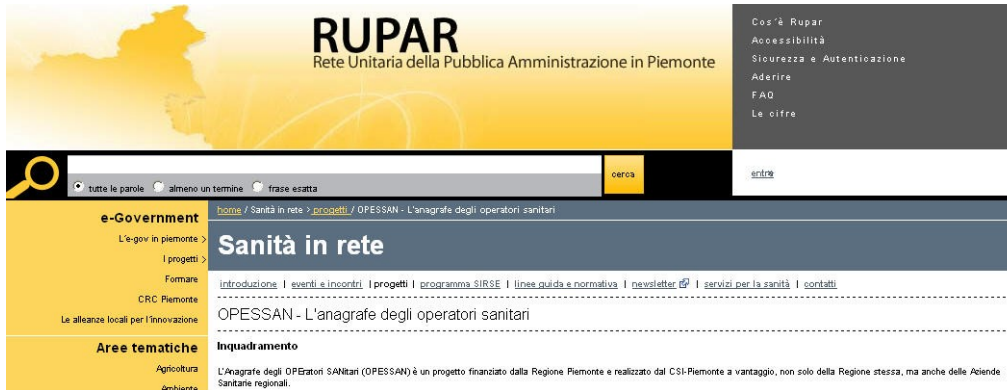 RUPAR
Rete Unitaria della Pubblica Amministrazione in Piemonte
Cos'è Rupar
Accessibilità
Sicurezza e Autenticazione
Aderire
FAQ
Le cifre
cerca
tutte le parole almeno un termine frase esatta
entra
e-Government
L'e-gov in piemonte >
I progetti >
Formare
CRC Piemonte
Le alleanze locali per l'innovazione
Aree tematiche
Agricoltura
Ambiente
home / Sanità in rete > progetti / OPESSAN - L'anagrafe degli operatori sanitari
Sanità in rete
introduzione | eventi e incontri | progetti | programma SIRSE | linee guida e normativa | newsletter | servizi per la sanità | contatti
OPESSAN - L'anagrafe degli operatori sanitari
Inquadramento
L'Anagrafe degli OPEratori SANitari (OPESSAN) è un progetto finanziato dalla Regione Piemonte e realizzato dal CSI-Piemonte a vantaggio, non solo della Regione stessa, ma anche delle Aziende
Sanitarie regionali.